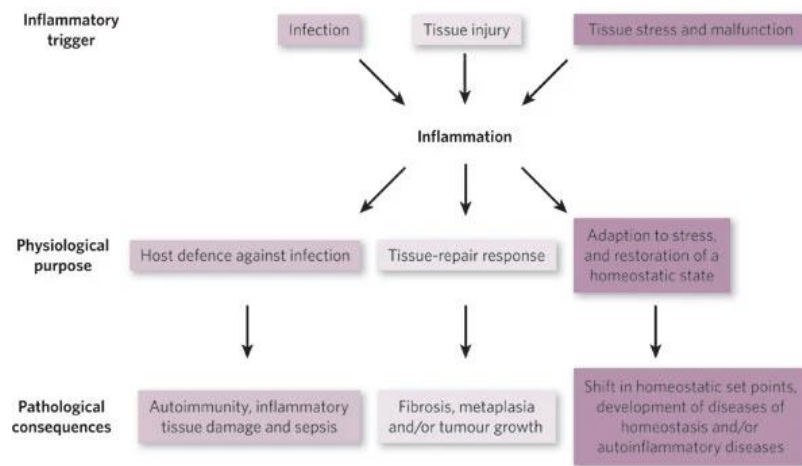 Inflammatory
trigger
Infection
Tissue injury
Tissue stress and malfunction
Inflammation
Physiological
purpose
Host defence against infection
Tissue-repair response
Adaption to stress,
and restoration of a
homeostatic state
Pathological
consequences
Autoimmunity, inflammatory
tissue damage and sepsis
Fibrosis, metaplasia
and/or tumour growth
Shift in homeostatic set points,
development of diseases of
homeostasis and/or
autoinflammatory diseases